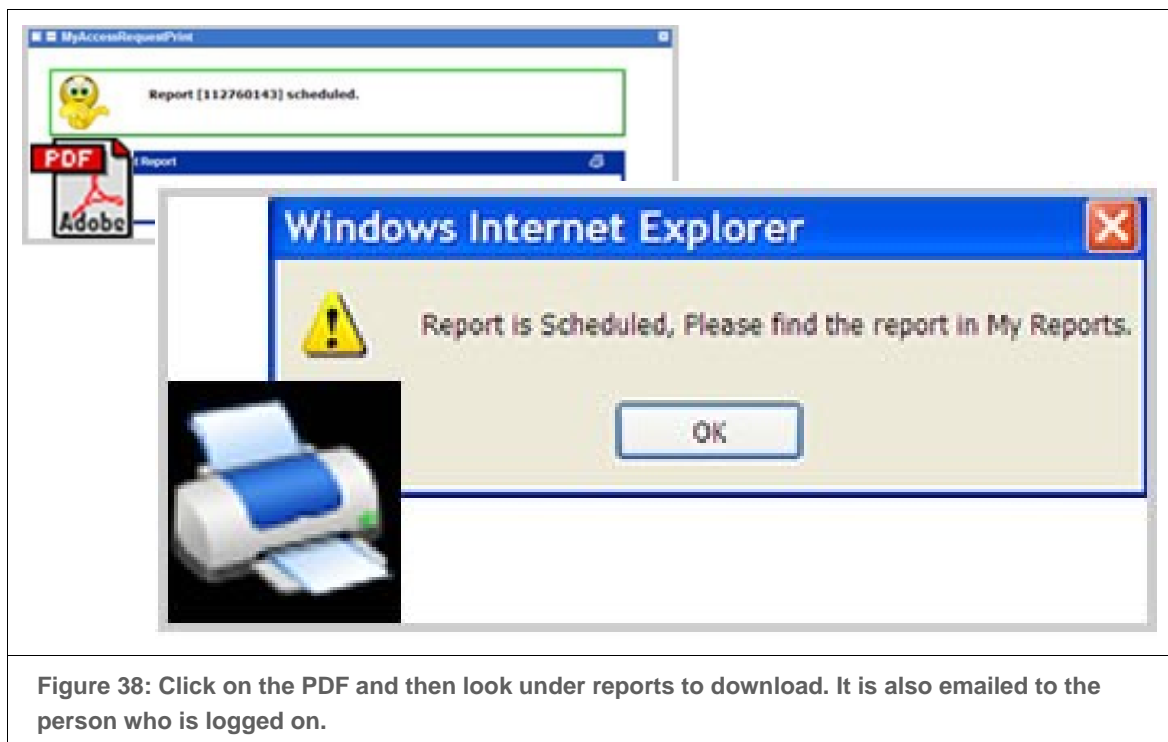 MyAccessRequestPrint
Report [112760143] scheduled.
t Report
PDF
Adobe
Windows Internet Explorer
Report is Scheduled, Please find the report in My Reports.
OK
Figure 38: Click on the PDF and then look under reports to download. It is also emailed to the
person who is logged on.